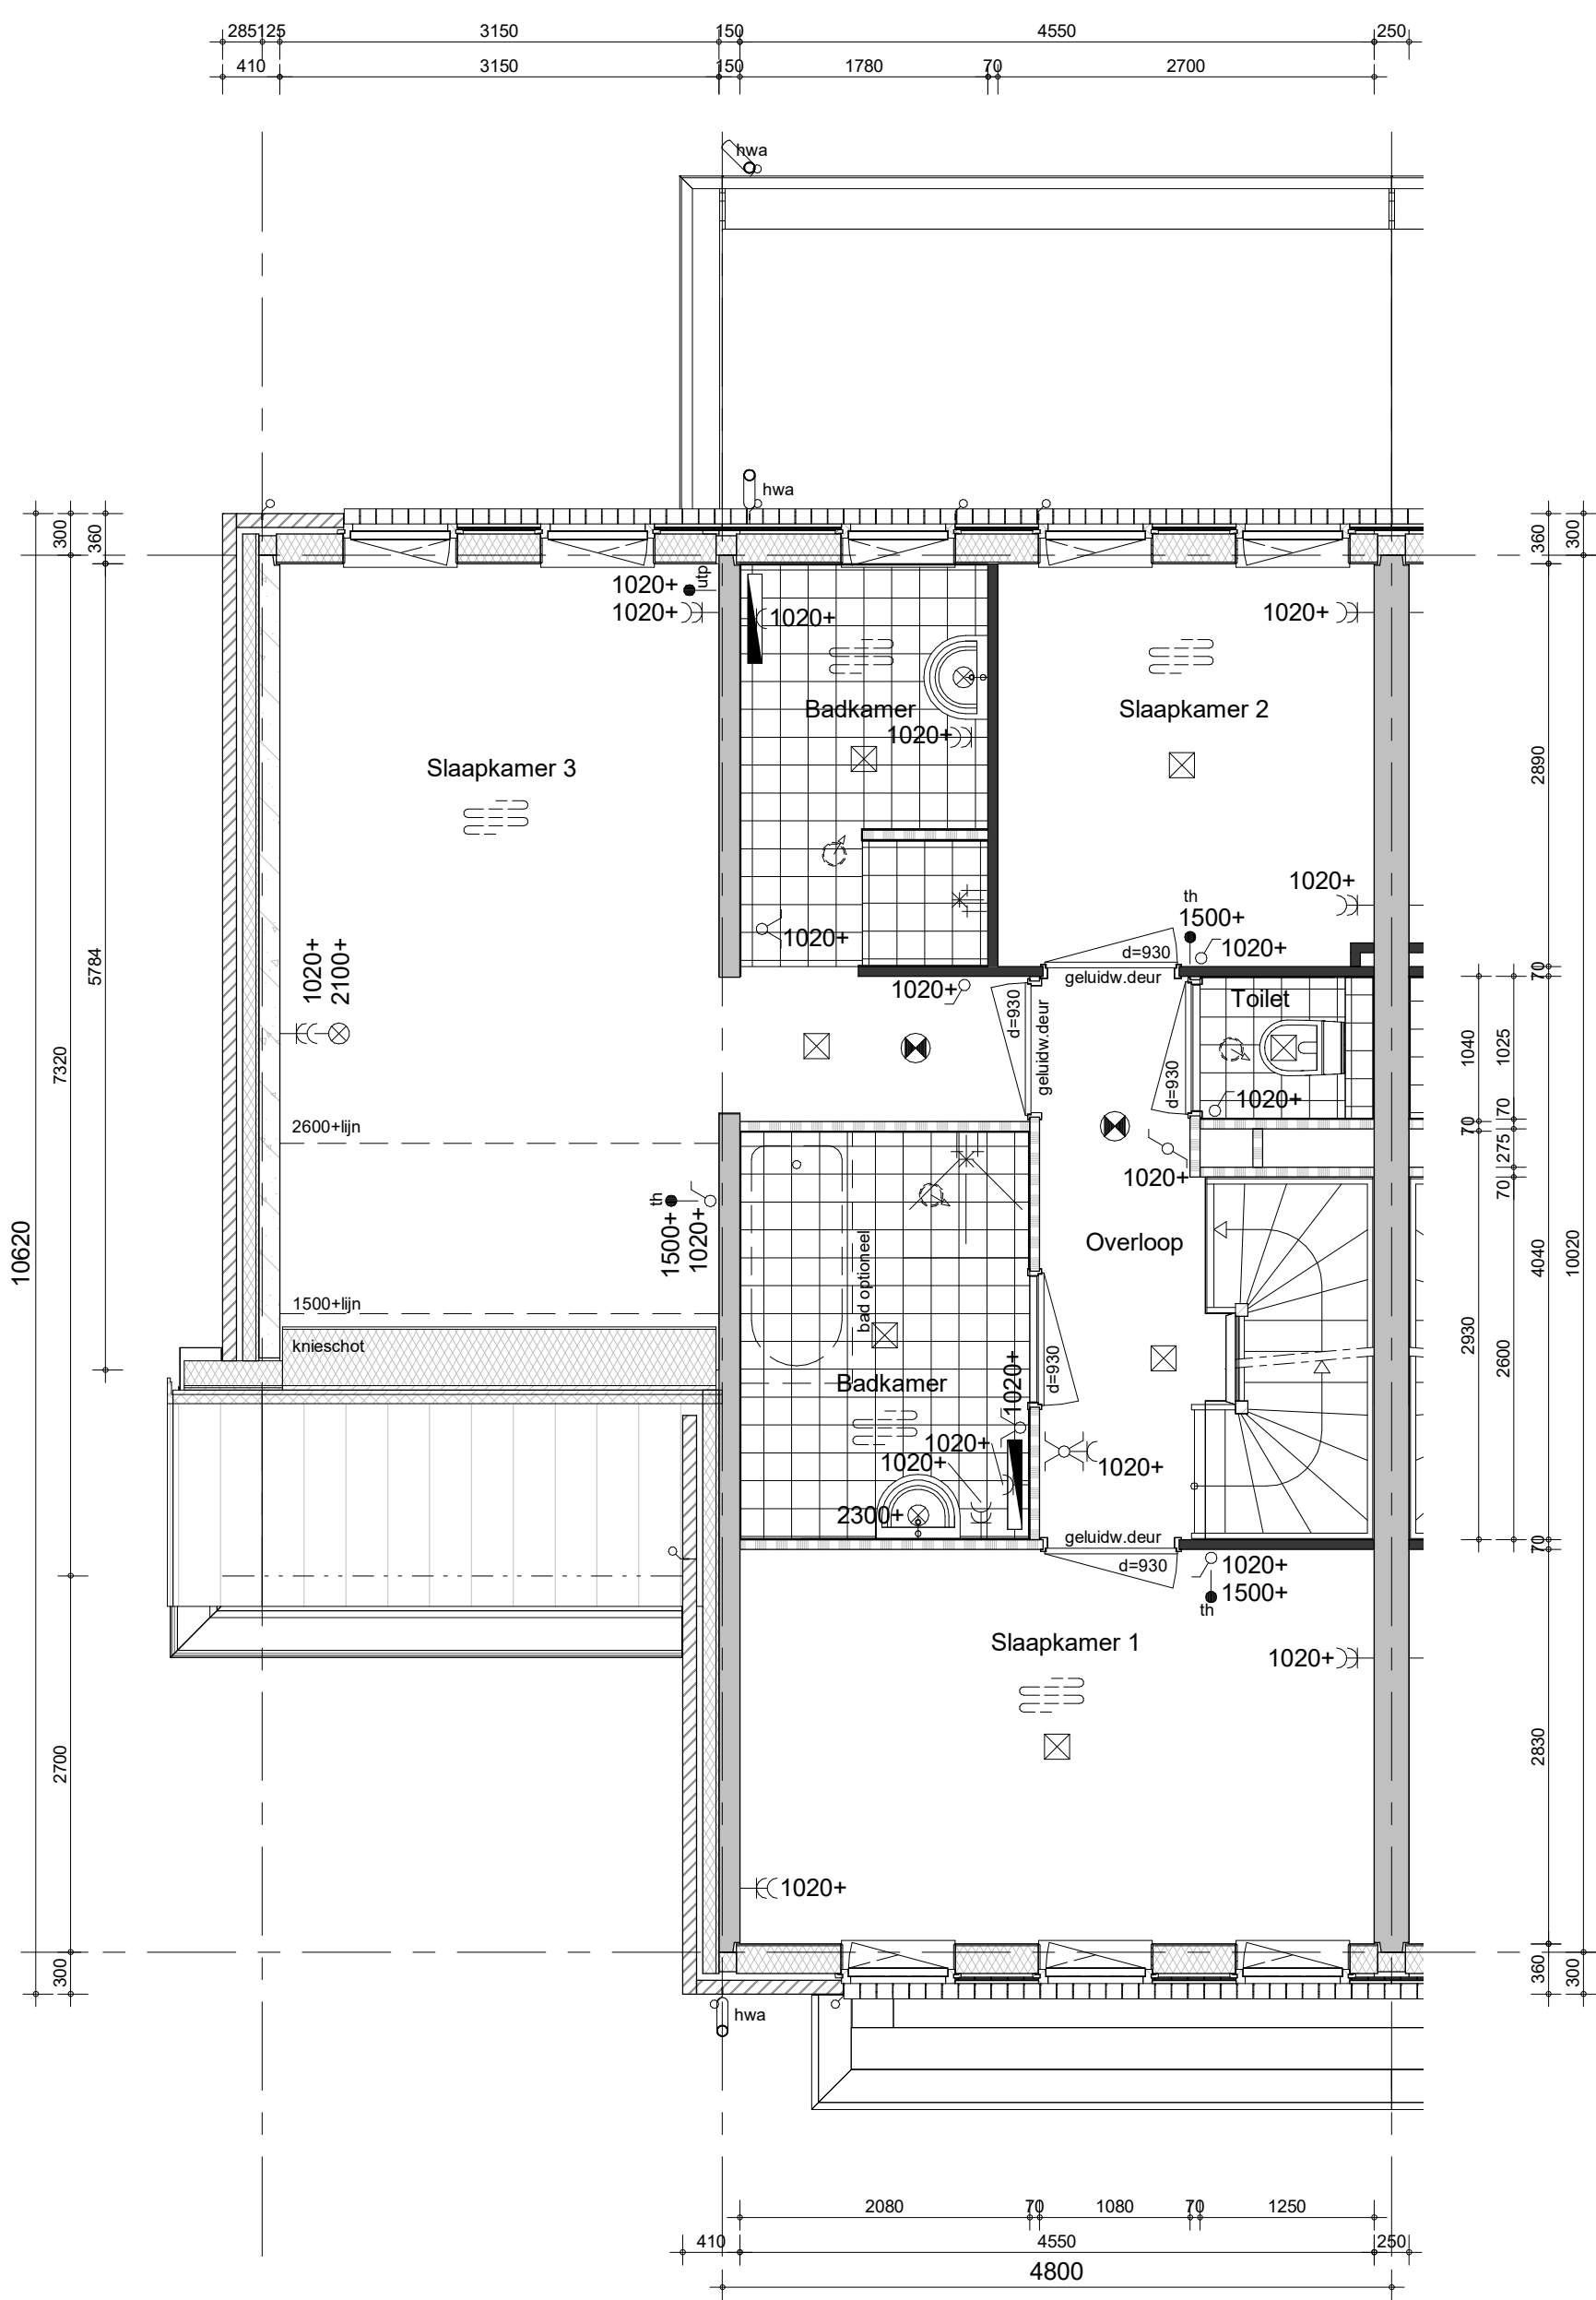 285
125
3150
150
4550
250
410
3150
150
1780
70
2700
hwa
hwa
300
360
360
300
1020+
utp
1020+
1020+
1020+
Badkamer
1020+
Slaapkamer 2
Slaapkamer 3
2890
1020+
th
1500+
1020+
1020+
d=930
geluidw.deur
70
1020+
d=930
geluidw.deur
Toilet
d=930
1020+
1020+
2100+
5784
7320
1040
1025
70
70
275
70
2600+lijn
1020+
th
1500+
1020+
Overloop
bad optioneel
10620
4040
10020
1500+lijn
knieschot
2930
2600
Badkamer
1020+
d=930
1020+
1020+
1020+
2300+
geluidw.deur
d=930
70
1020+
1500+
th
Slaapkamer 1
1020+
2700
2830
1020+
300
360
300
hwa
2080
70
1080
70
1250
410
4550
250
4800